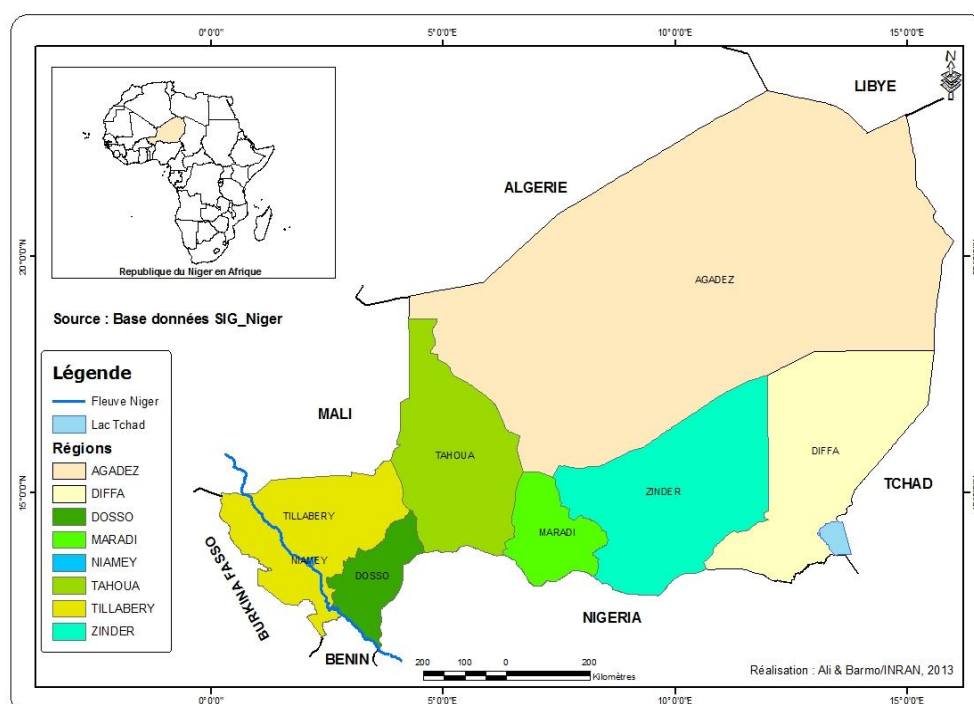 0°0'0"E 5°0'0"E 10°0'0"E 15°0'0"E
N
LIBYE
ALGERIE
Republique du Niger en Afrique
20°0'0"N
AGADEZ
Source : Base données SIG_Niger
Légende
Fleuve Niger
Lac Tchad
Régions
AGADEZ
DIFFA
DOSSO
MARADI
NIAMEY
TAHOUA
TILLABERY
ZINDER
MALI
TAHOUA
DIFFA
TCHAD
ZINDER
15°0'0"N
TILLABERY
MARADI
NIAMEY
DOSSO
BURKINA FASSO
NIGERIA
BENIN
200 100 0 200
Kilomètres
Réalisation : Ali & Barmo/INRAN, 2013
0°0'0"E 5°0'0"E 10°0'0"E 15°0'0"E